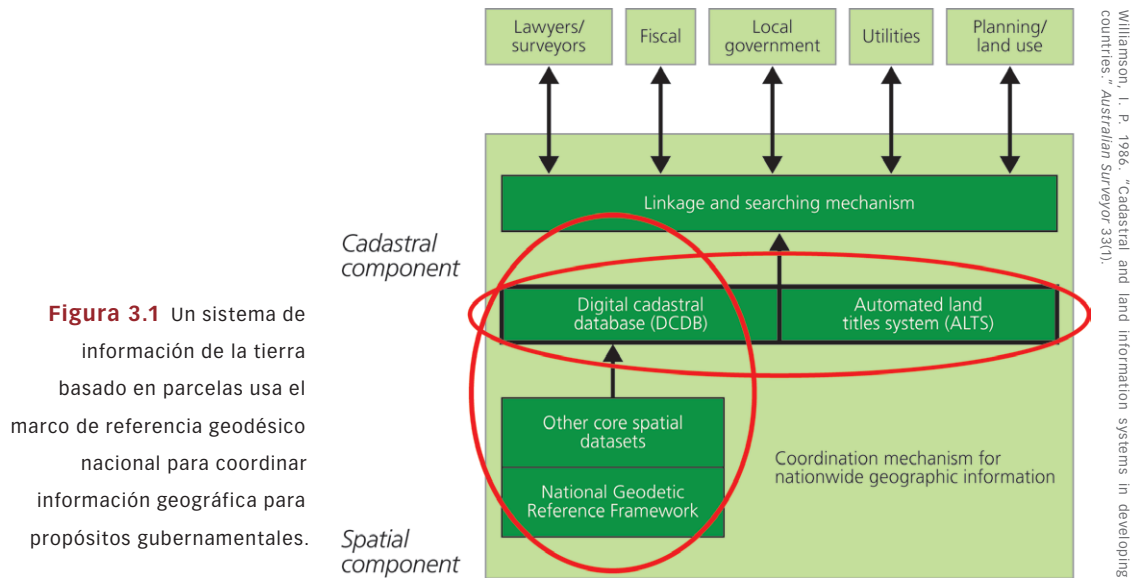 Lawyers/
surveyors
Fiscal
Local
government
Utilities
Planning/
land use
Linkage and searching mechanism
Cadastral
component
Digital cadastral
database (DCDB)
Automated land
titles system (ALTS)
Other core spatial
datasets
National Geodetic
Reference Framework
Coordination mechanism for
nationwide geographic information
Spatial
component
Figura 3.1 Un sistema de
información de la tierra
basado en parcelas usa el
marco de referencia geodésico
nacional para coordinar
información geográfica para
propósitos gubernamentales.
Williamson, I. P. 1986. "Cadastral and land information systems in developing
countries." Australian Surveyor 33(1).